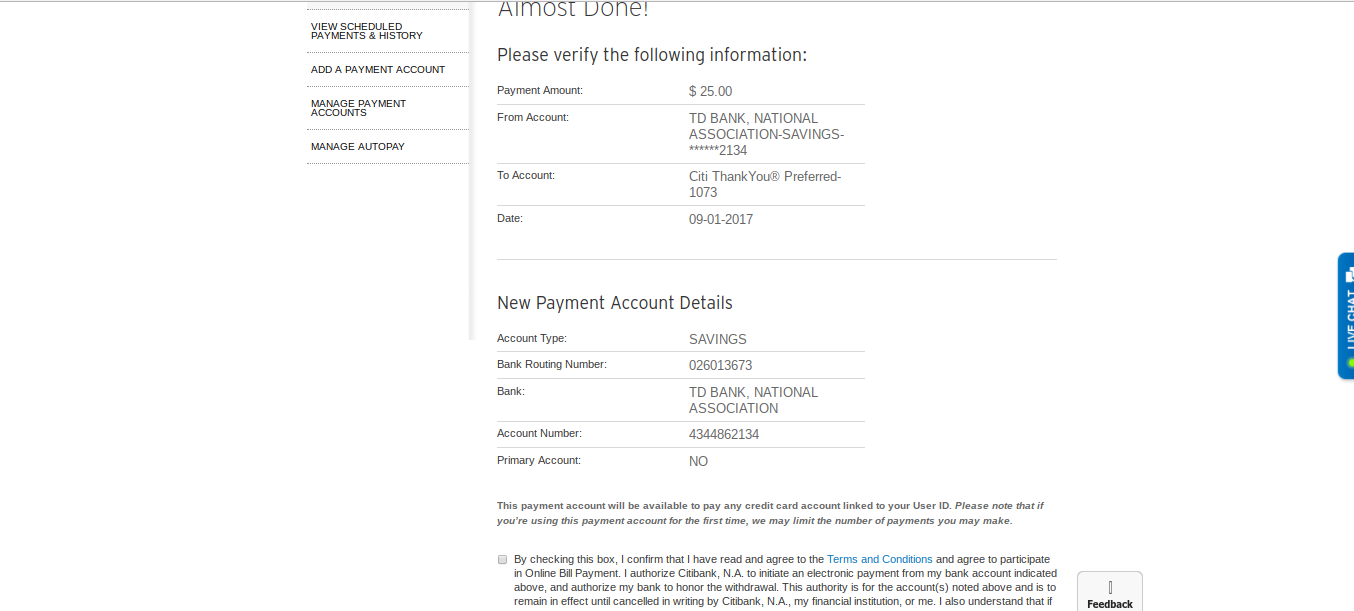 Almost Done!
VIEW SCHEDULED
PAYMENTS & HISTORY
ADD A PAYMENT ACCOUNT
MANAGE PAYMENT
ACCOUNTS
MANAGE AUTOPAY
Please verify the following information:
Payment Amount: $ 25.00
From Account: TD BANK, NATIONAL
ASSOCIATION-SAVINGS-
******2134
To Account: Citi ThankYou® Preferred-
1073
Date: 09-01-2017
New Payment Account Details
Account Type: SAVINGS
Bank Routing Number: 026013673
Bank: TD BANK, NATIONAL
ASSOCIATION
Account Number: 4344862134
Primary Account: NO
This payment account will be available to pay any credit card account linked to your User ID. Please note that if
you're using this payment account for the first time, we may limit the number of payments you may make.
By checking this box, I confirm that I have read and agree to the Terms and Conditions and agree to participate
in Online Bill Payment. I authorize Citibank, N.A. to initiate an electronic payment from my bank account indicated
above, and authorize my bank to honor the withdrawal. This authority is for the account(s) noted above and is to
remain in effect until cancelled in writing by Citibank, N.A., my financial institution, or me. I also understand that if
LIVE CHAT
Feedback